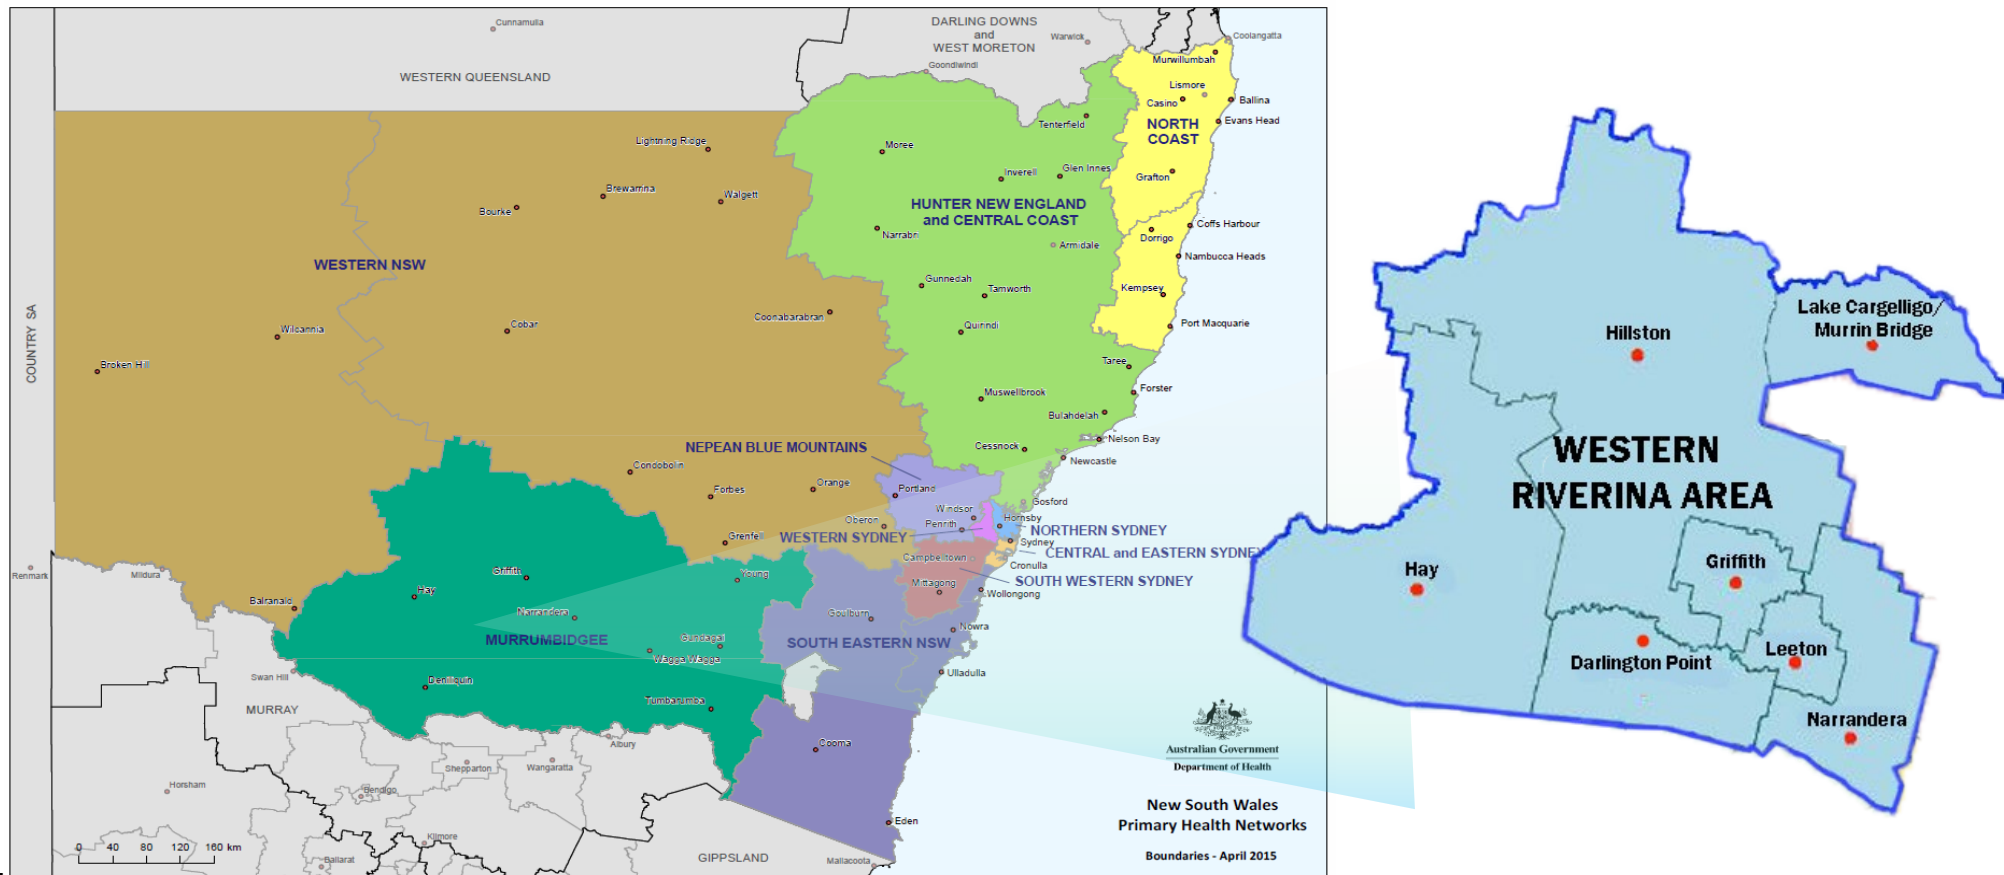 Cunnamulla
DARLING DOWNS
and
WEST MORETON
Warwick
Coolangatta
WESTERN QUEENSLAND
Goondiwindi
Murwillumbah
Lismore
Casino
Ballina
Evans Head
Tenterfield
NORTH
COAST
Lightning Ridge
Moree
Inverell
Glen Innes
Grafton
Brewarrina
Walgett
Bourke
HUNTER NEW ENGLAND
and CENTRAL COAST
Narrabri
Armidale
Coffs Harbour
Dorrigo
Nambucca Heads
WESTERN NSW
Gunnedah
Tamworth
Kempsey
Coonabarabran
Quirindi
Port Macquarie
COUNTRY SA
Wilcannia
Cobar
Broken Hill
Taree
Forster
Muswellbrook
Bulahdelah
Nelson Bay
Cessnock
Newcastle
NEPEAN BLUE MOUNTAINS
Condobolin
Forbes
Orange
Portland
Gosford
Windsor
Hornsby
Oberon
Penrith
NORTHERN SYDNEY
WESTERN SYDNEY
Grenfell
Sydney
CENTRAL and EASTERN SYDNEY
Campbelltown
Cronulla
SOUTH WESTERN SYDNEY
Mittagong
Wollongong
Renmark
Mildura
Balranald
Hay
Griffith
Young
Narrandera
Goulburn
Nowra
MURRUMBIDGEE
Gundagai
SOUTH EASTERN NSW
Wagga Wagga
Ulladulla
Swan Hill
Deniliquin
Tumbarumba
MURRAY
Albury
Cooma
Shepparton
Wangaratta
Horsham
Bendigo
Eden
Kilmore
Ballarat
GIPPSLAND
Mallacoota
0 40 80 120 160 km
Australian Government
Department of Health
New South Wales
Primary Health Networks
Boundaries - April 2015
Lake Cargelligo/
Murrin Bridge
Hillston
WESTERN
RIVERINA AREA
Hay
Griffith
Darlington Point
Leeton
Narrandera